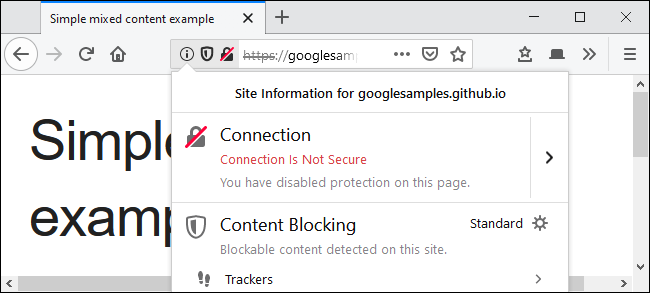 Simple mixed content example
https://googlesam
Site Information for googlesamples.github.io
Simple
Connection
Connection Is Not Secure
You have disabled protection on this page.
examp
Content Blocking
Standard
Blockable content detected on this site.
Trackers